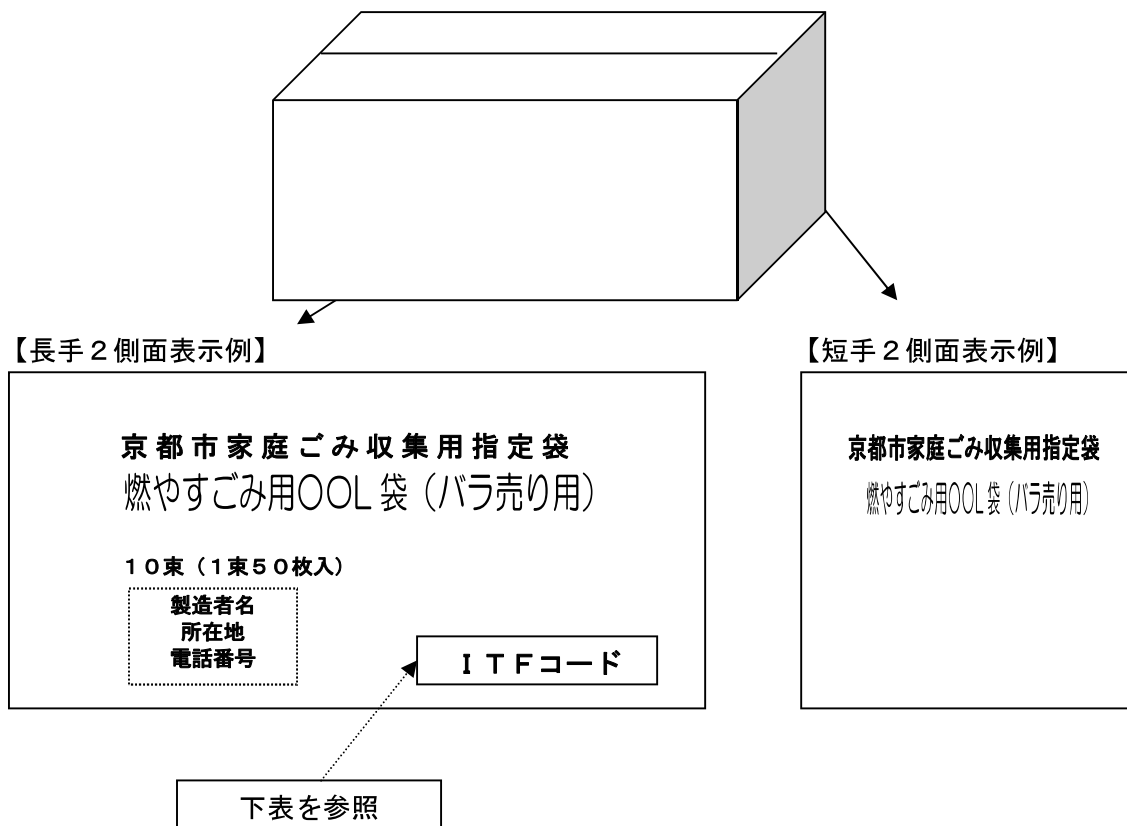 【長手２側面表示例】
京都市家庭ごみ収集用指定袋
燃やすごみ用〇〇L 袋（バラ売り用）
１０束（１束５０枚入）
製造者名
所在地
電話番号
ＩＴＦコード
下表を参照
【短手２側面表示例】
京都市家庭ごみ収集用指定袋
燃やすごみ用〇〇L 袋（バラ売り用）